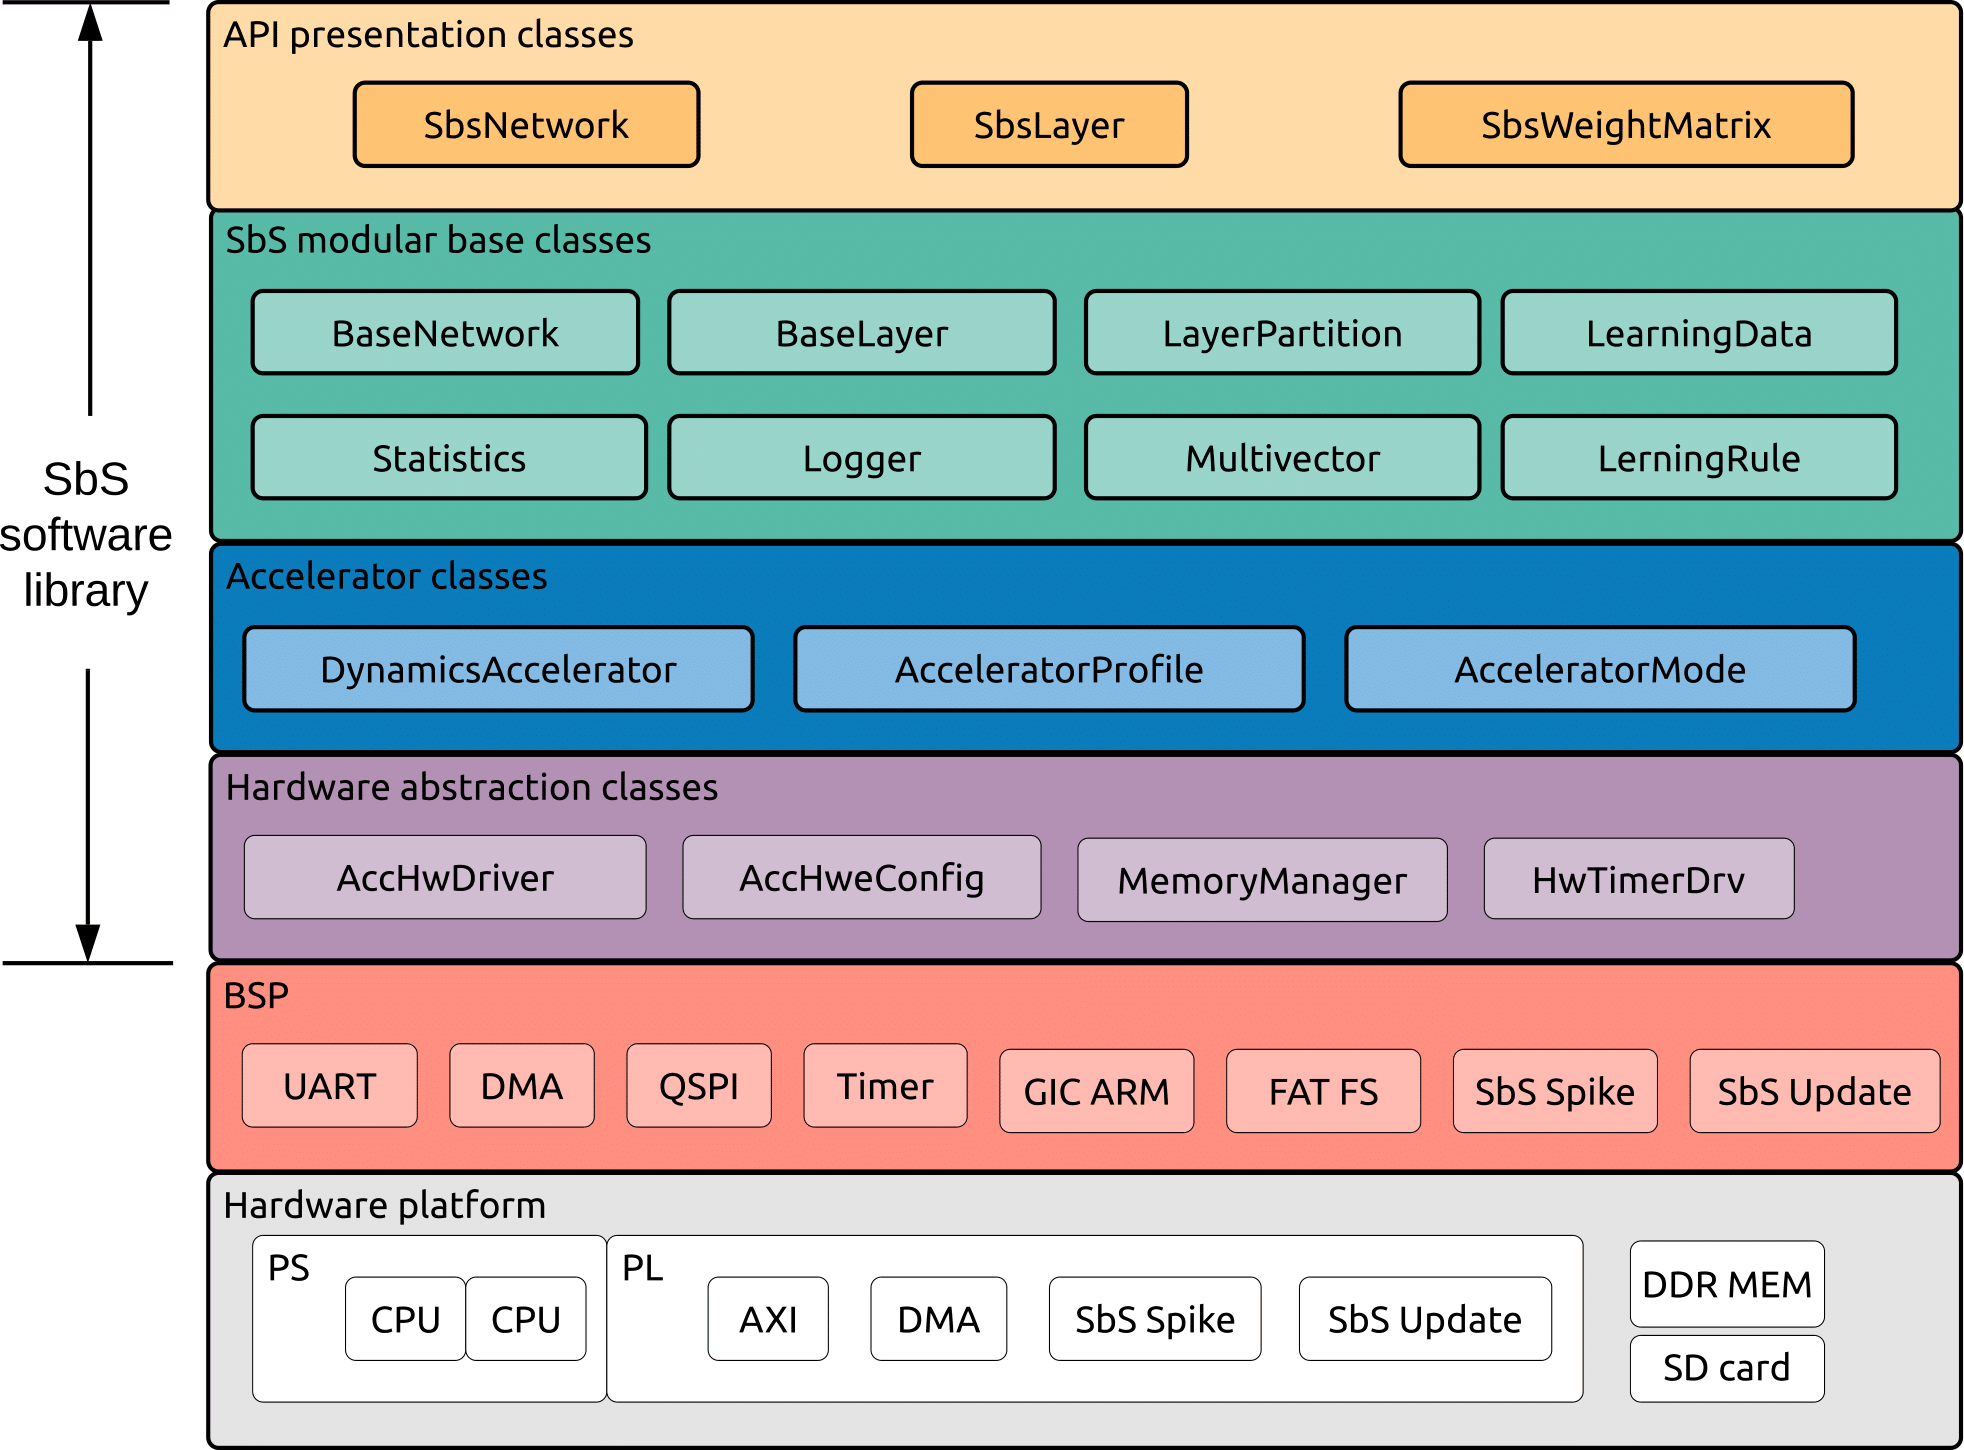 API presentation classes
SbsNetwork
SbsLayer
SbsWeightMatrix
SbS modular base classes
BaseNetwork
BaseLayer
LayerPartition
LearningData
Statistics
Logger
Multivector
LerningRule
SbS
software
library
Accelerator classes
DynamicsAccelerator
AcceleratorProfile
AcceleratorMode
Hardware abstraction classes
AccHwDriver
AccHweConfig
MemoryManager
HwTimerDrv
BSP
UART
DMA
QSPI
Timer
GIC ARM
FAT FS
SbS Spike
SbS Update
Hardware platform
PS
CPU
CPU
PL
AXI
DMA
SbS Spike
SbS Update
DDR MEM
SD card